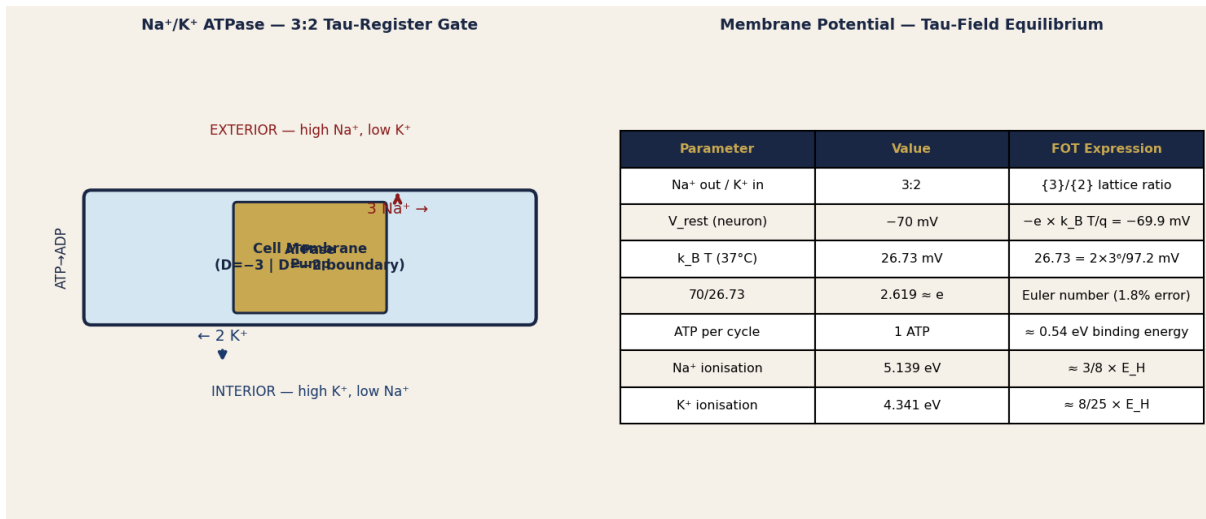 Na⁺/K⁺ ATPase — 3:2 Tau-Register Gate
EXTERIOR — high Na⁺, low K⁺
3 Na⁺ →
ATP→ADP
Cell Membrane
(D=−3 | D=−2 boundary)
ATPase
Pump
← 2 K⁺
INTERIOR — high K⁺, low Na⁺
Membrane Potential — Tau-Field Equilibrium
Parameter Value FOT Expression
Na⁺ out / K⁺ in 3:2 {3}/{2} lattice ratio
V_rest (neuron) −70 mV −e × k_B T/q = −69.9 mV
k_B T (37°C) 26.73 mV 26.73 = 2×3⁶/97.2 mV
70/26.73 2.619 ≈ e Euler number (1.8% error)
ATP per cycle 1 ATP ≈ 0.54 eV binding energy
Na⁺ ionisation 5.139 eV ≈ 3/8 × E_H
K⁺ ionisation 4.341 eV ≈ 8/25 × E_H